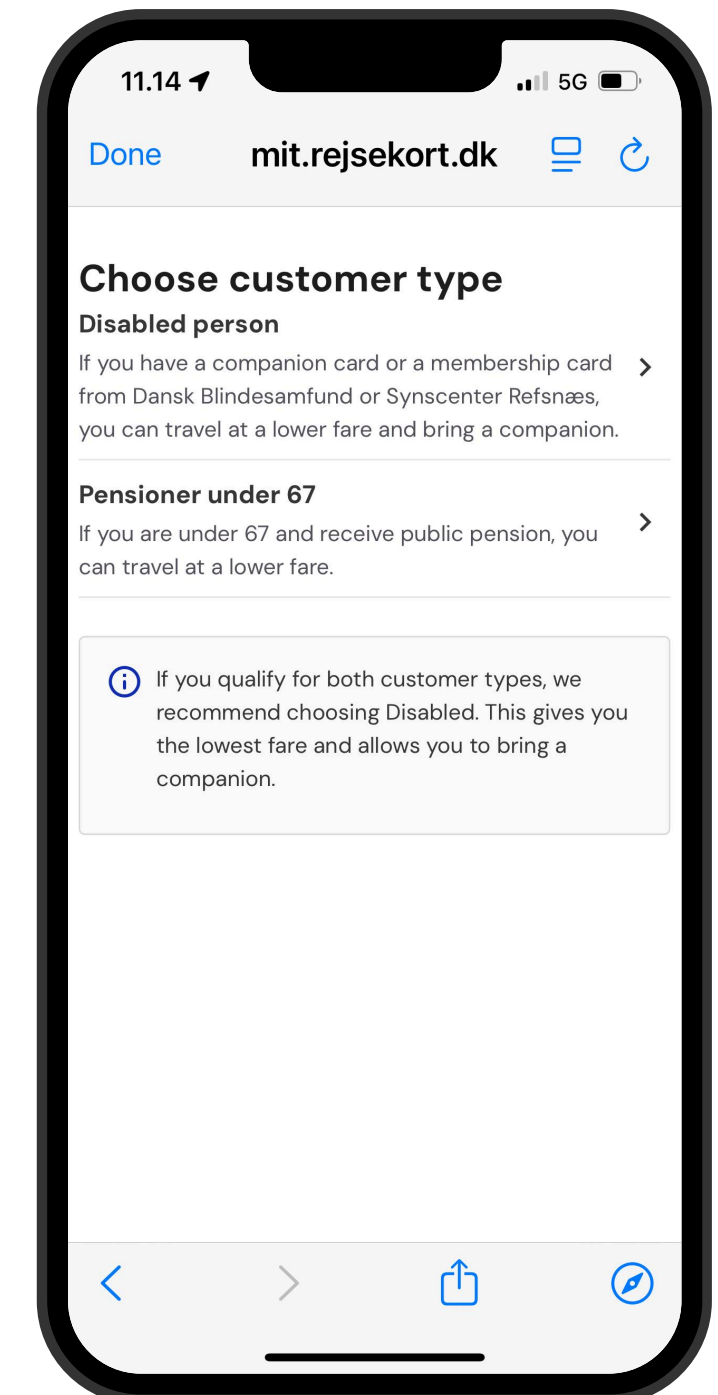 11.14 5G
Done mit.rejsekort.dk
Choose customer type
Disabled person
If you have a companion card or a membership card
from Dansk Blindesamfund or Synscenter Refsnæs,
you can travel at a lower fare and bring a companion.
Pensioner under 67
If you are under 67 and receive public pension, you
can travel at a lower fare.
If you qualify for both customer types, we
recommend choosing Disabled. This gives you
the lowest fare and allows you to bring a
companion.